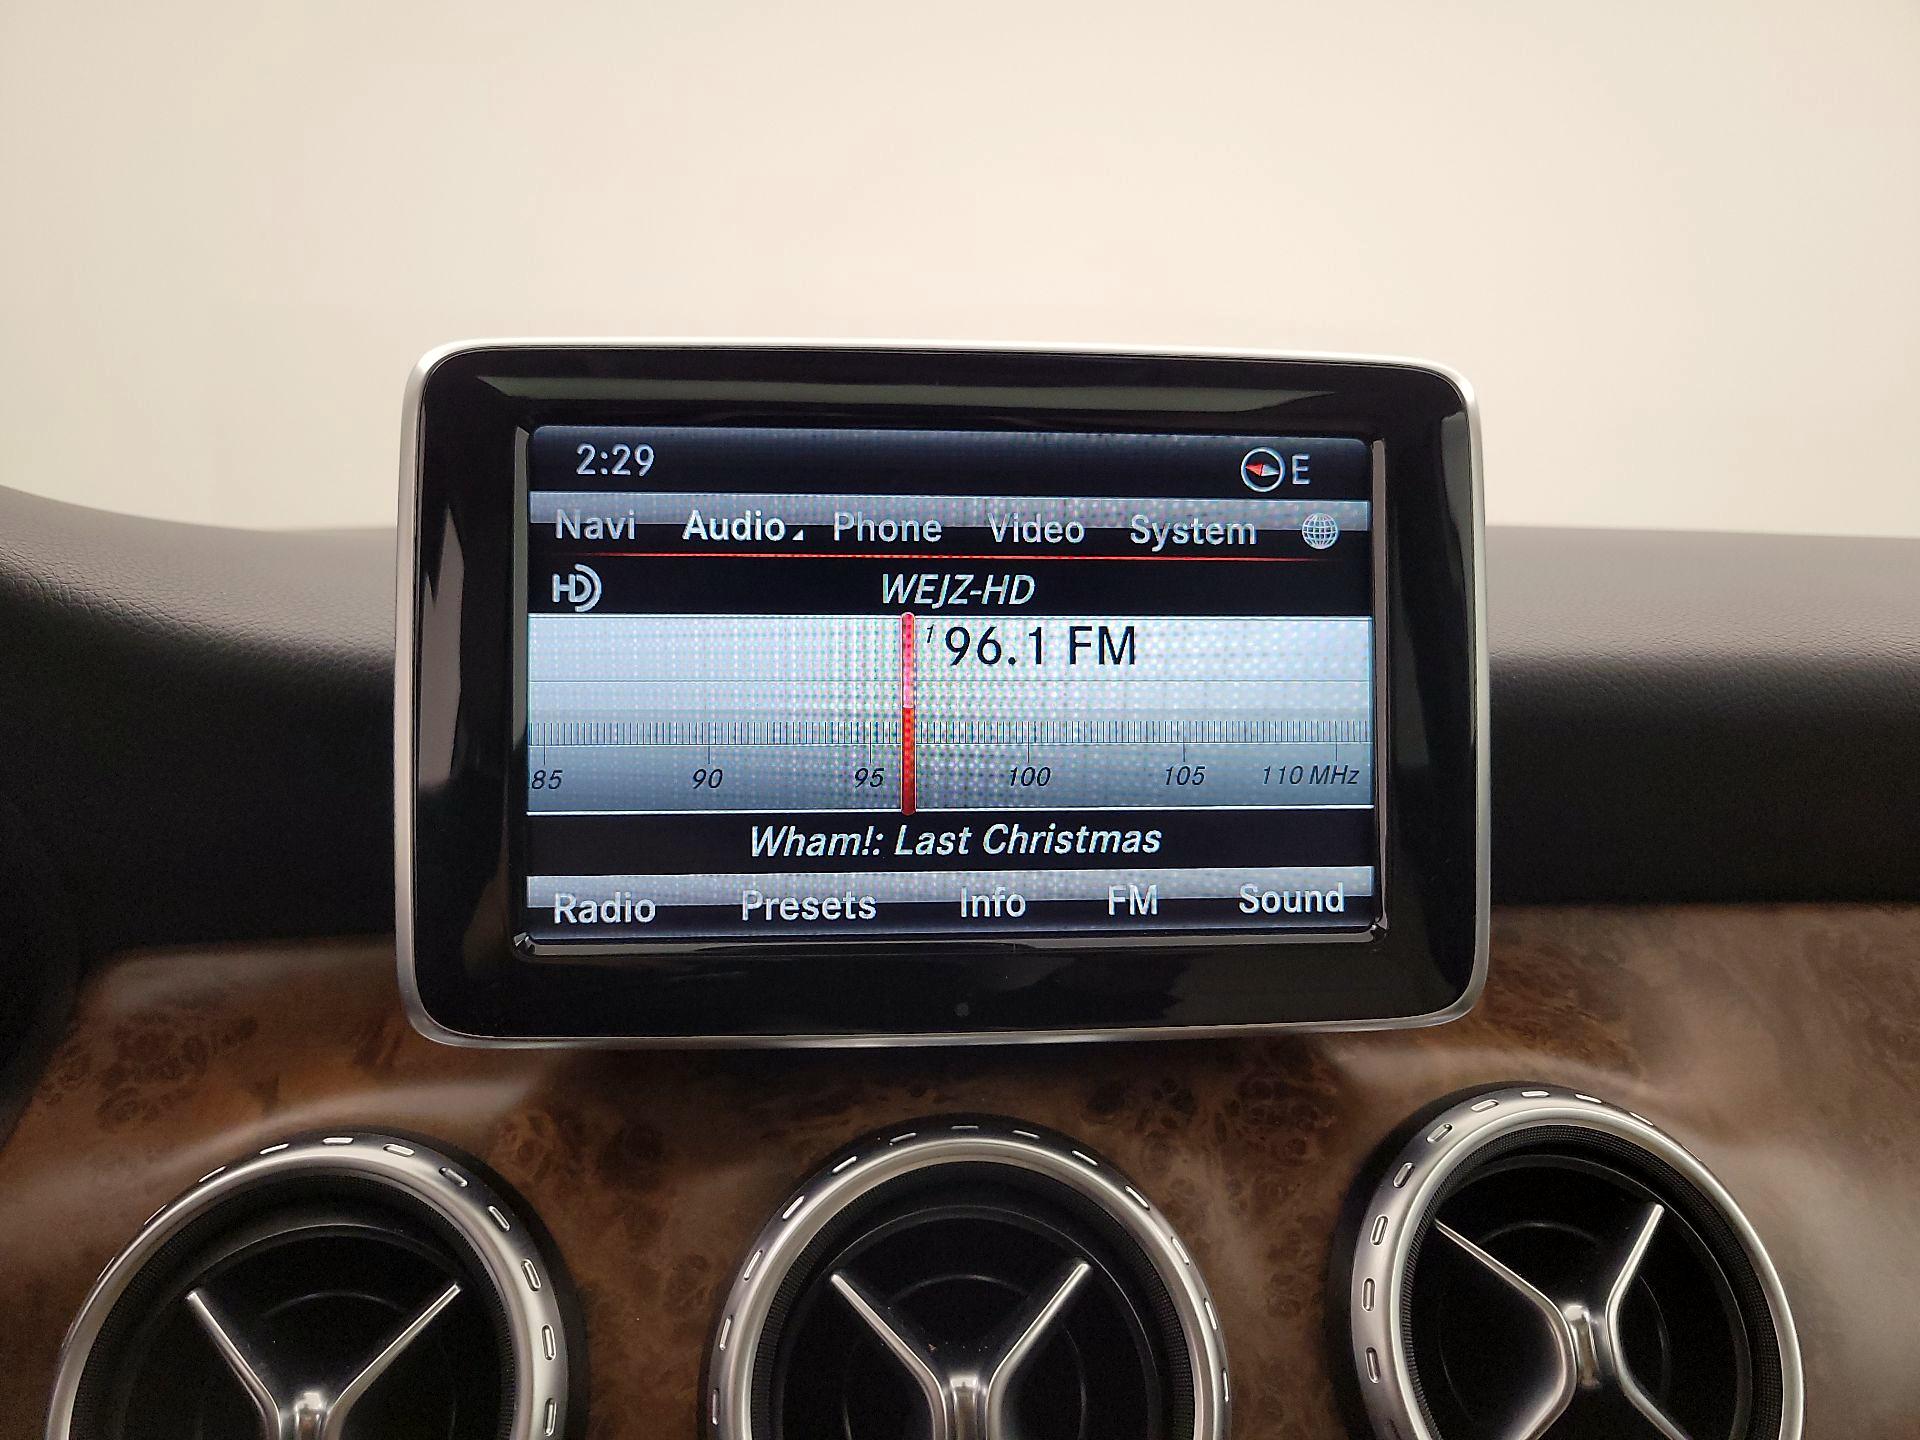 2:29 E
Navi Audio Phone Video System
HD WEJZ-HD
1 96.1 FM
85 90 95 100 105 110 MHz
Wham!: Last Christmas
Radio Presets Info FM Sound